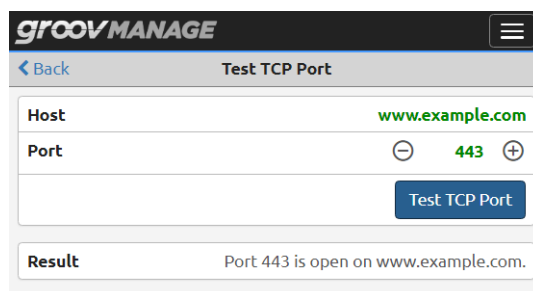 groov MANAGE
Back Test TCP Port
Host www.example.com
Port 443
Test TCP Port
Result Port 443 is open on www.example.com.